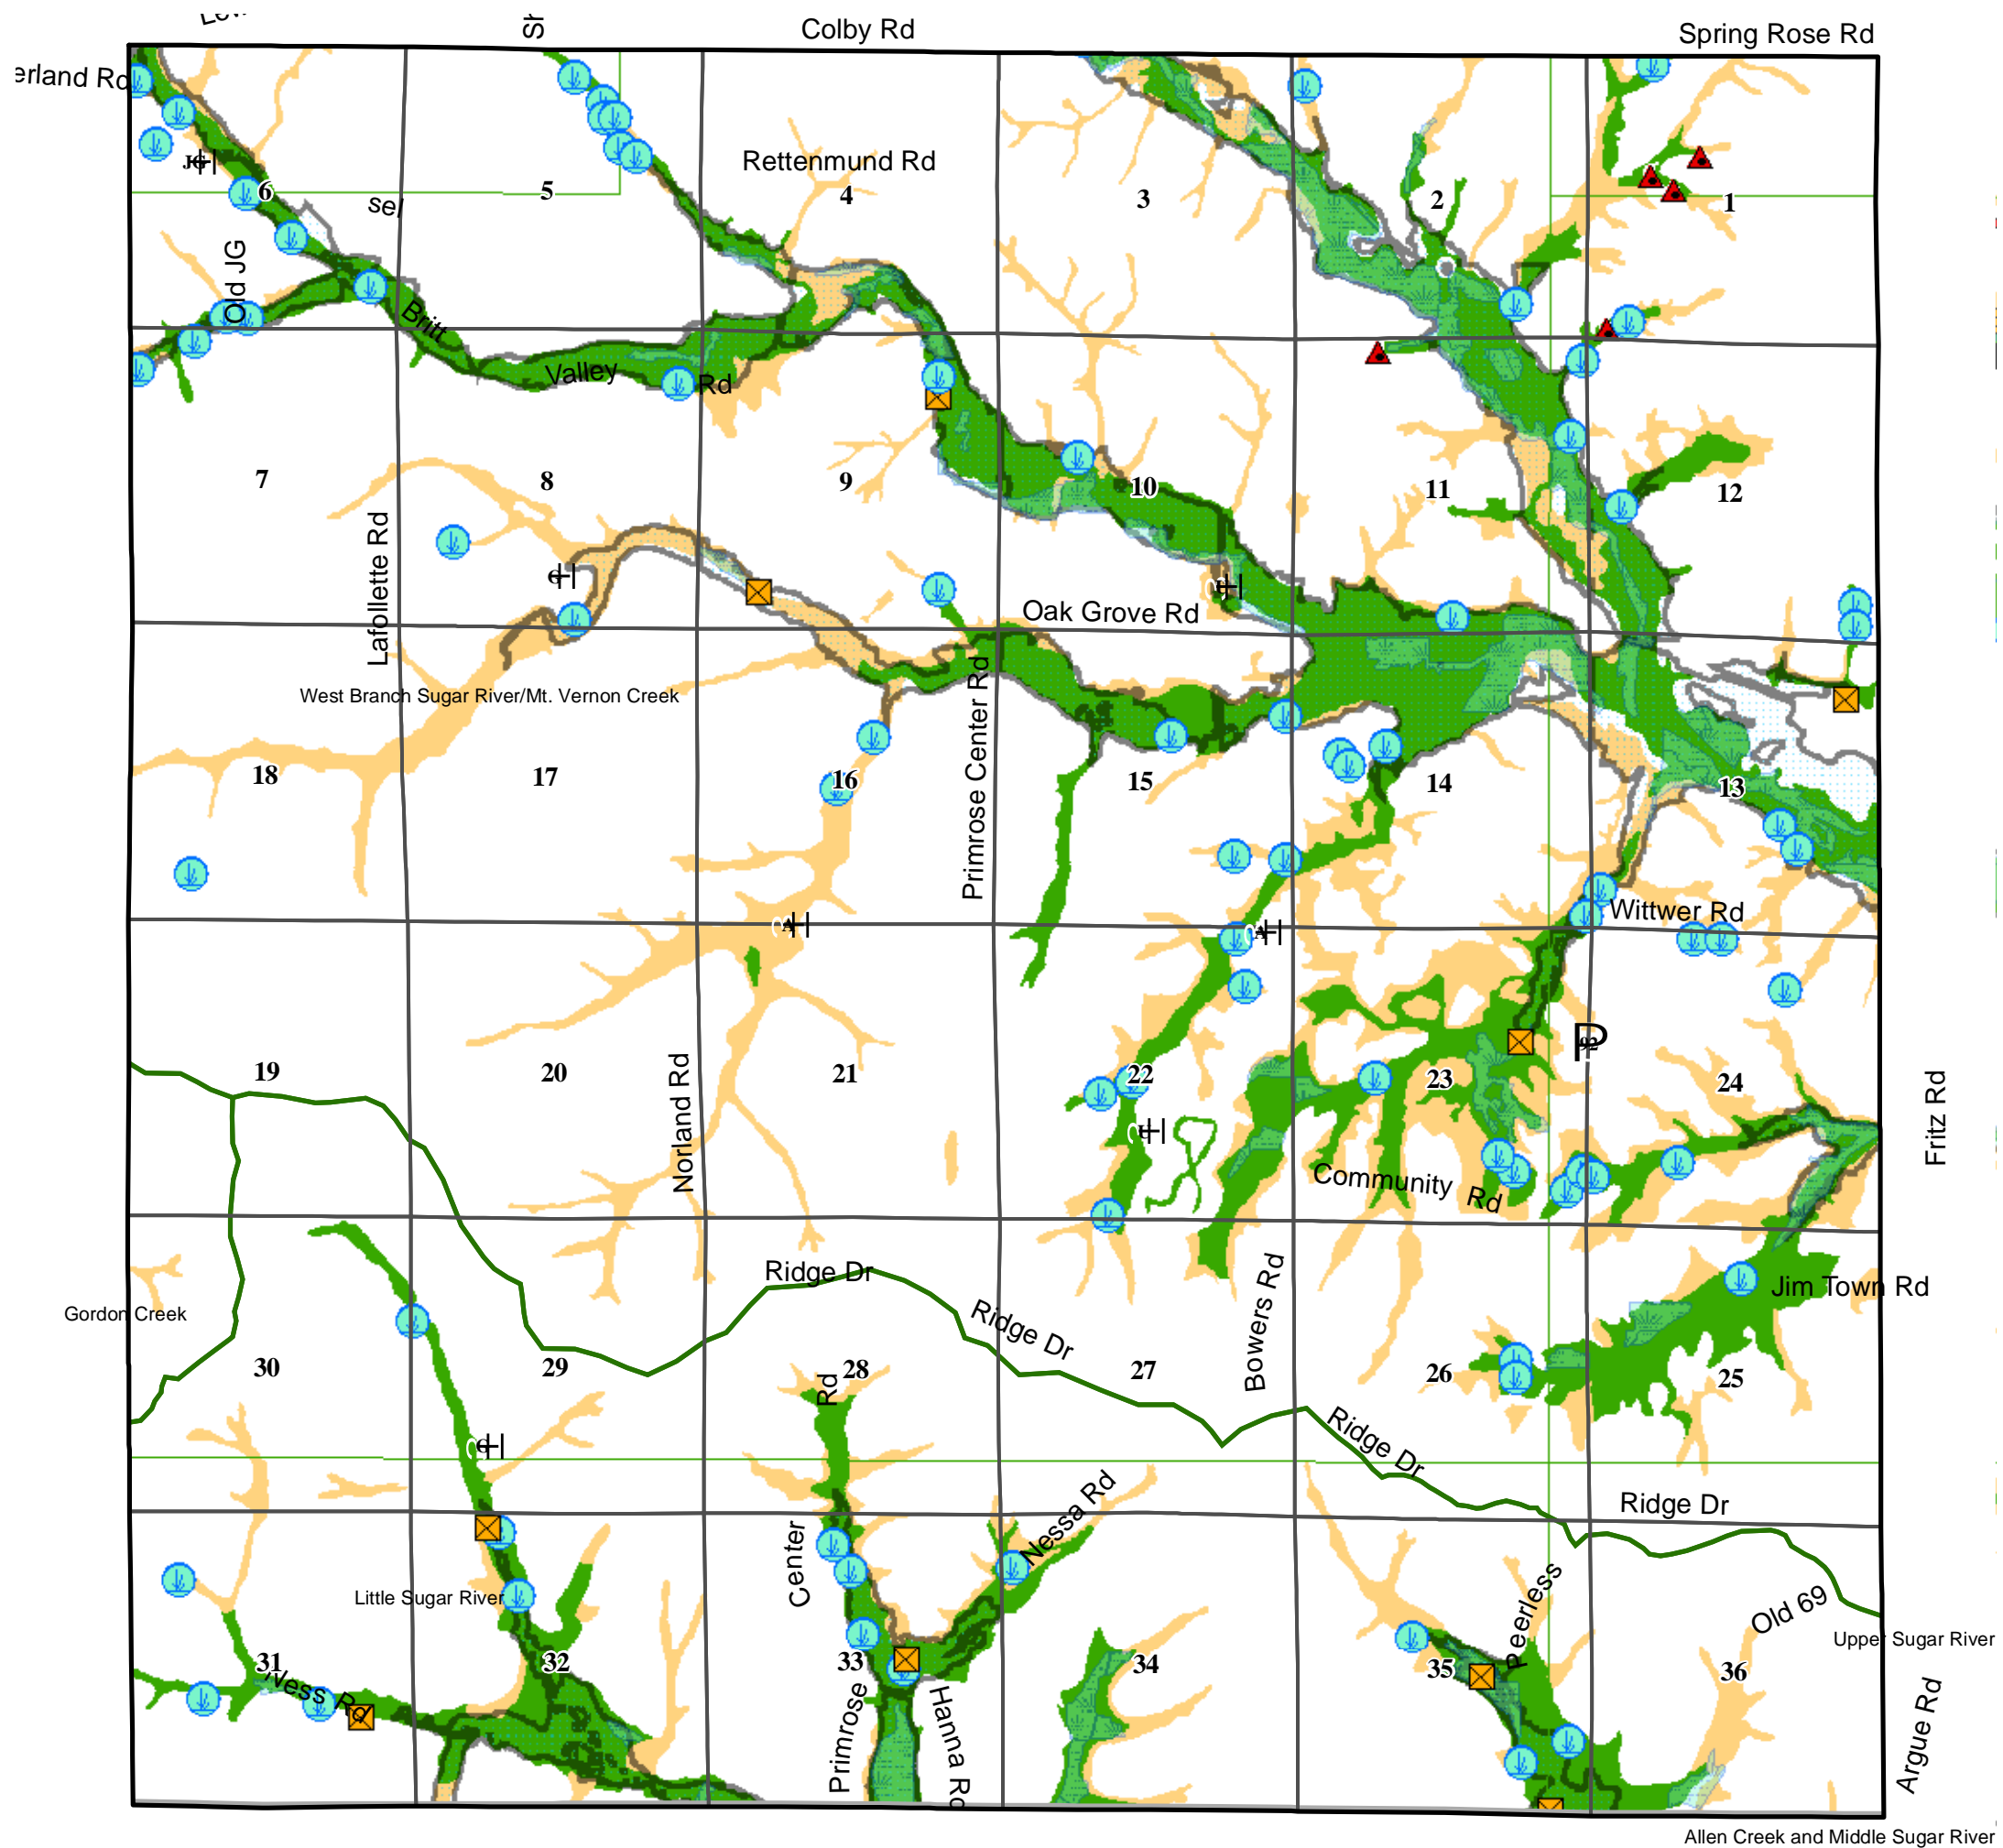 Colby Rd
Spring Rose Rd
erland Rd
Rettenmund Rd
6
5
4
3
2
1
sel
Old JG
Britt
Valley
Rd
7
8
9
10
11
12
Lafollette Rd
Oak Grove Rd
West Branch Sugar River/Mt. Vernon Creek
Primrose Center Rd
18
17
16
15
14
13
Wittwer Rd
A
A
P
92
19
20
21
22
23
24
Norland Rd
Fritz Rd
Community Rd
Ridge Dr
Jim Town Rd
Gordon Creek
Ridge Dr
Bowers Rd
30
29
28
27
26
25
Rd
Ridge Dr
Ridge Dr
Nessa Rd
Center
Little Sugar River
Peerless
Old 69
Upper Sugar River
31
32
33
34
35
36
Ness Rd
Primrose
Hanna Rd
Argue Rd
Allen Creek and Middle Sugar River